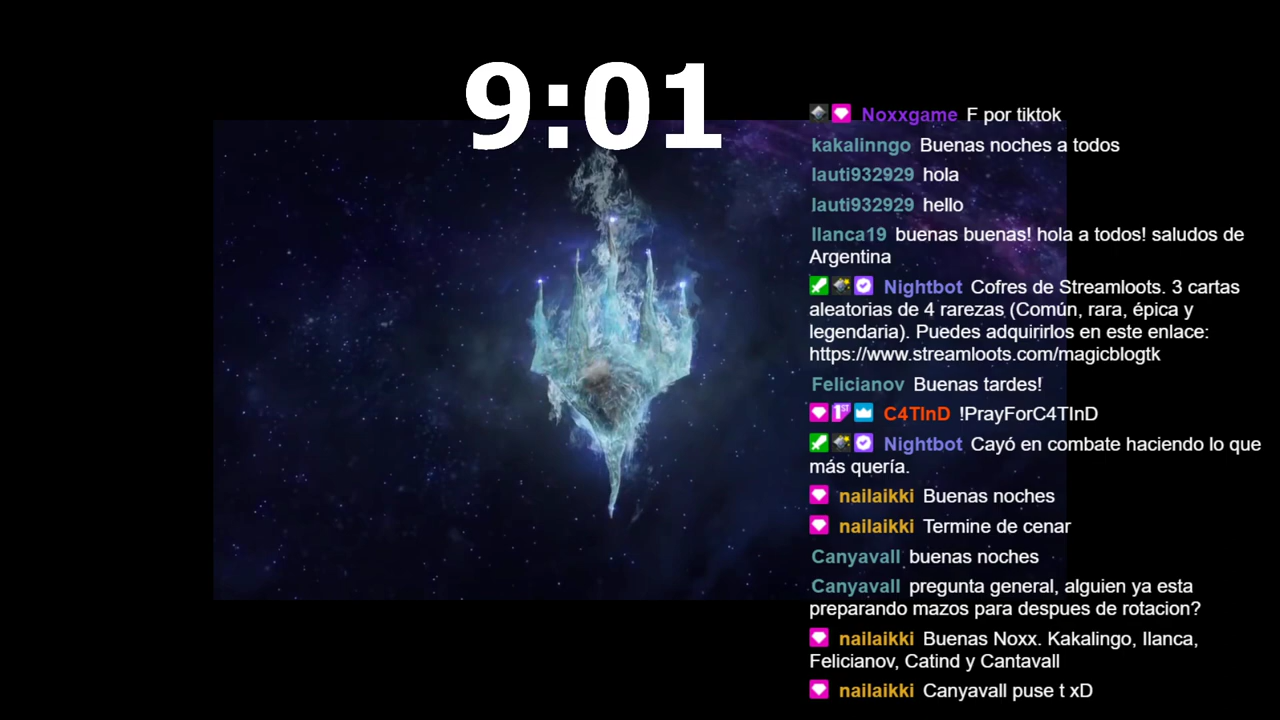 9:01
Noxxgame F por tiktok
kakalinngo Buenas noches a todos
lauti932929 hola
lauti932929 hello
llanca19 buenas buenas! hola a todos! saludos de
Argentina
Nightbot Cofres de Streamloots. 3 cartas
aleatorias de 4 rarezas (Común, rara, épica y
legendaria). Puedes adquirirlos en este enlace:
https://www.streamloots.com/magicblogtk
Felicianov Buenas tardes!
1ST C4TInD !PrayForC4TInD
Nightbot Cayó en combate haciendo lo que
más quería.
nailaikki Buenas noches
nailaikki Termine de cenar
Canyavall buenas noches
Canyavall pregunta general, alguien ya esta
preparando mazos para despues de rotacion?
nailaikki Buenas Noxx. Kakalingo, Ilanca,
Felicianov, Catind y Cantavall
nailaikki Canyavall puse t xD